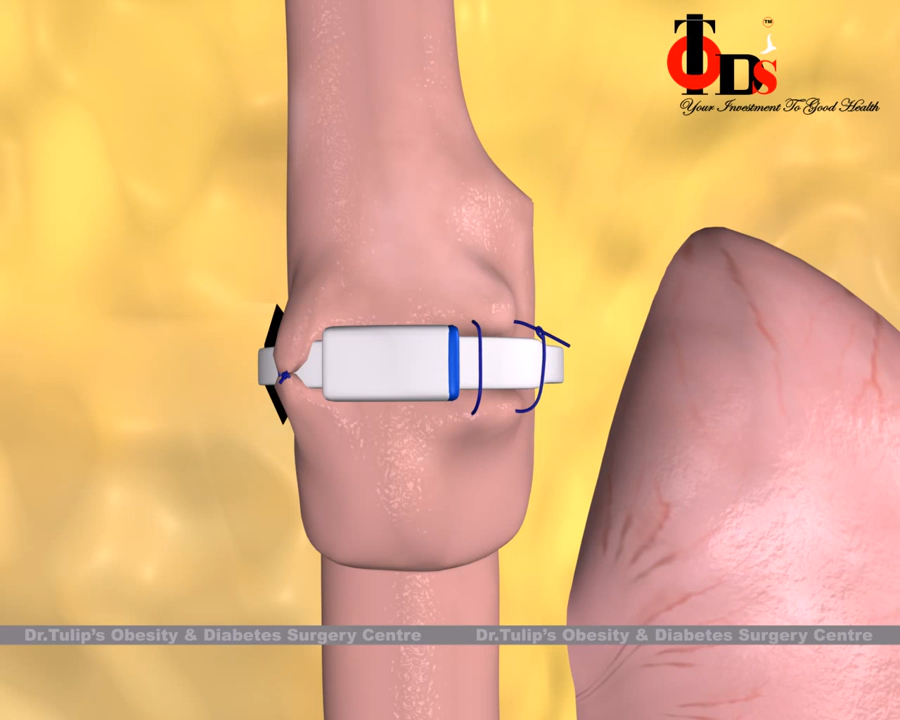 TODs
TM
Your Investment To Good Health
Dr.Tulip's Obesity & Diabetes Surgery Centre Dr.Tulip's Obesity & Diabetes Surgery Centre